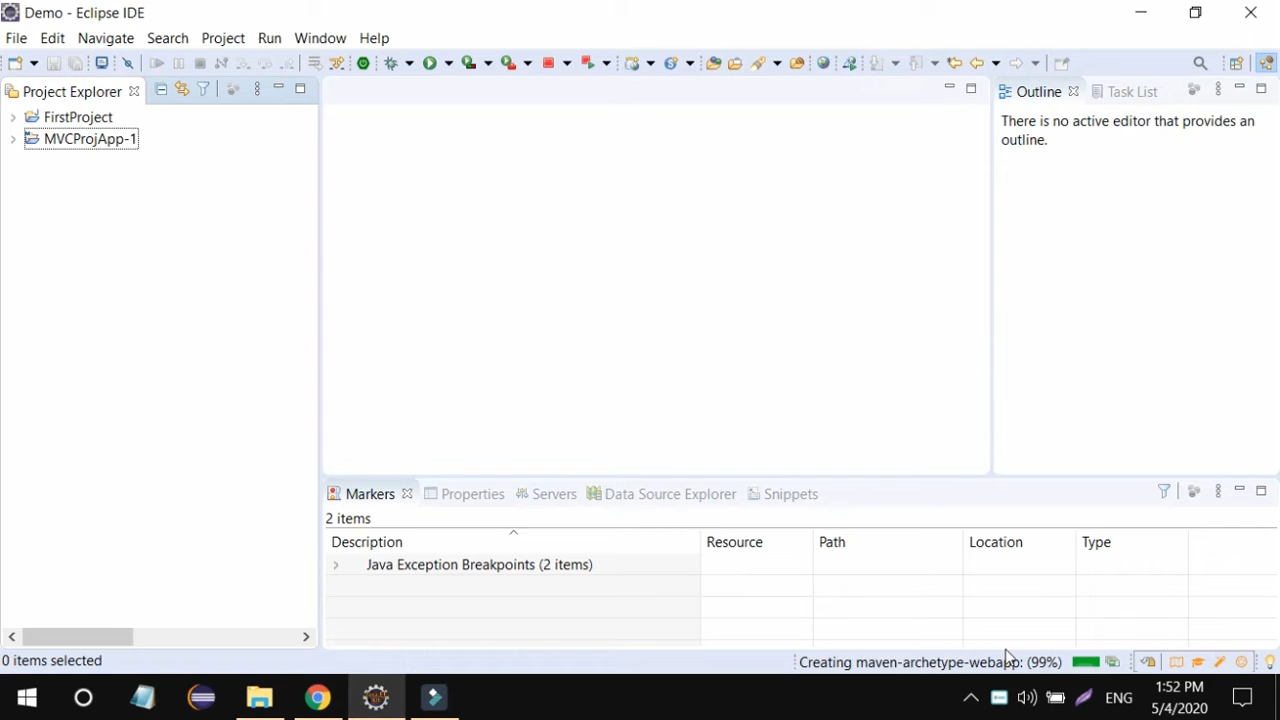 Demo - Eclipse IDE
File Edit Navigate Search Project Run Window Help
Project Explorer
FirstProject
MVCProjApp-1
Outline Task List
There is no active editor that provides an
outline.
Markers Properties Servers Data Source Explorer Snippets
2 items
Description Resource Path Location Type
Java Exception Breakpoints (2 items)
0 items selected
Creating maven-archetype-webapp: (99%)
ENG
1:52 PM
5/4/2020